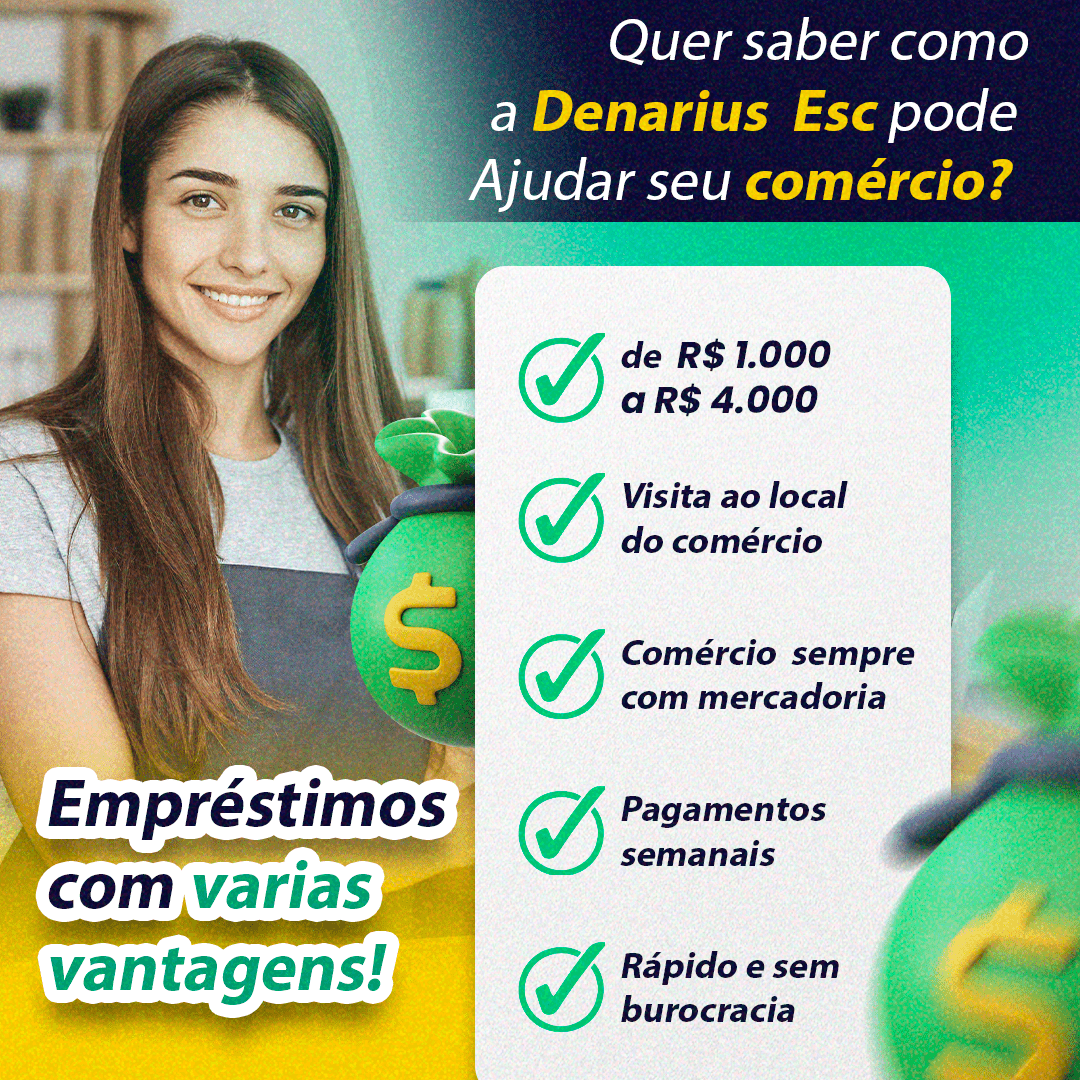 Quer saber como
a Denarius Esc pode
Ajudar seu comércio?
de R$ 1.000
a R$ 4.000
Visita ao local
do comércio
Comércio sempre
com mercadoria
Pagamentos
semanais
Rápido e sem
burocracia
Empréstimos
com varias
vantagens!
$
$